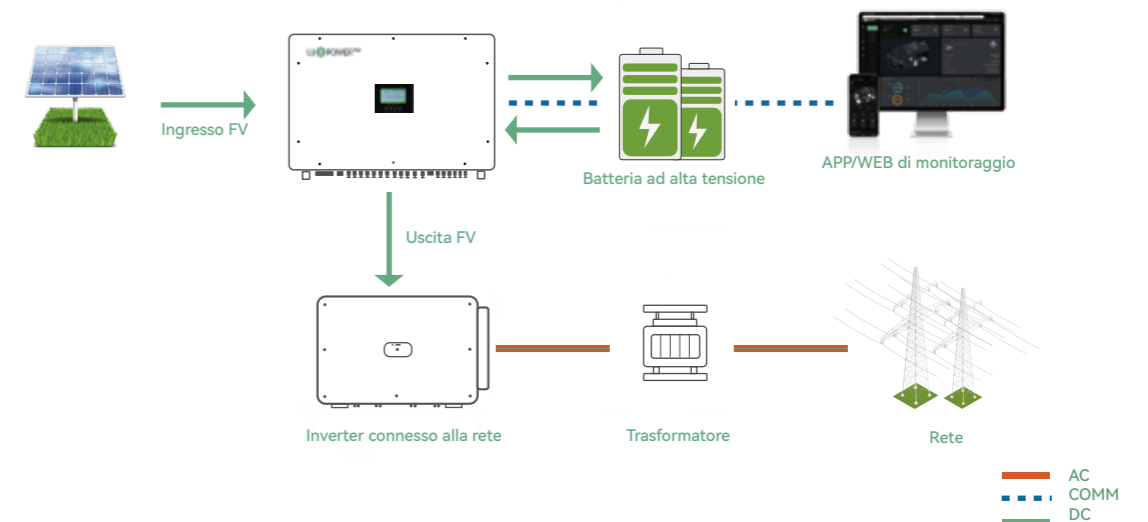 Ingresso FV
Batteria ad alta tensione
APP/WEB di monitoraggio
Uscita FV
Inverter connesso alla rete
Trasformatore
Rete
AC
COMM
DC